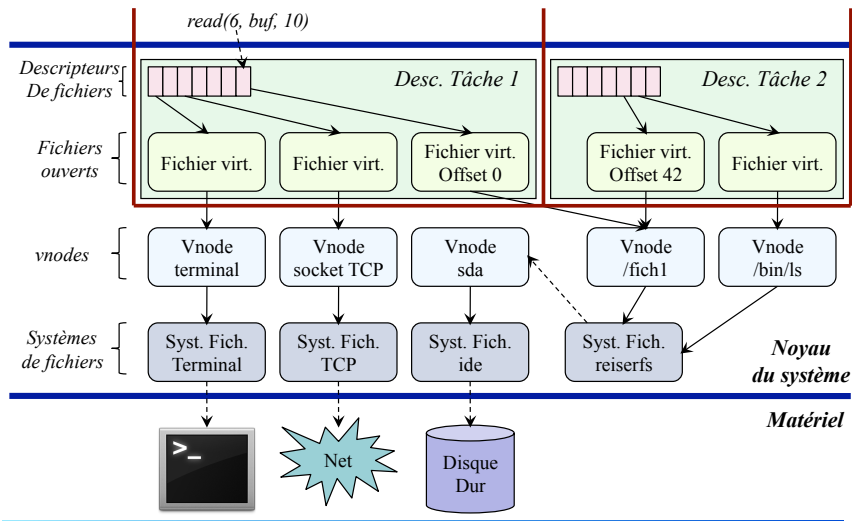 read(6, buf, 10)
Descripteurs
De fichiers
Desc. Tâche 1
Desc. Tâche 2
Fichiers
ouverts
Fichier virt.
Fichier virt.
Fichier virt.
Offset 0
Fichier virt.
Offset 42
Fichier virt.
vnodes
Vnode
terminal
Vnode
socket TCP
Vnode
sda
Vnode
/fich1
Vnode
/bin/ls
Systèmes
de fichiers
Syst. Fich.
Terminal
Syst. Fich.
TCP
Syst. Fich.
ide
Syst. Fich.
reiserfs
Noyau
du système
Matériel
>_
Net
Disque
Dur